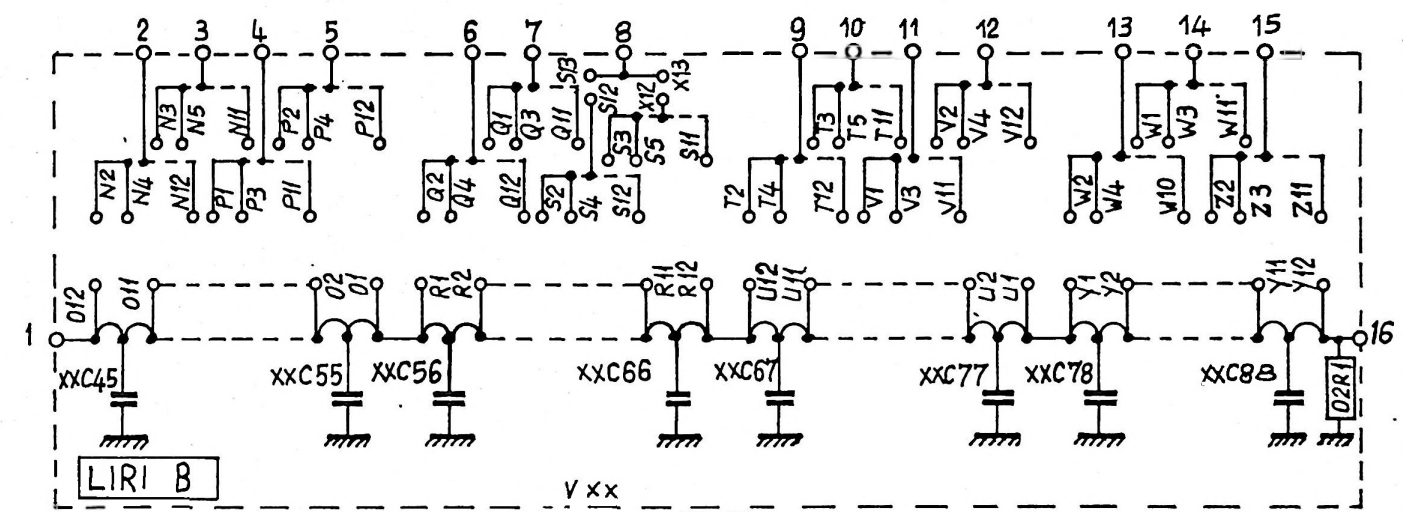 2 3 4 5 6 7 8 9 10 11 12 13 14 15
S13 X13
S12 X12
N3 N5 N11 P2 P4 P12 Q1 Q3 Q11 S3 S5 S11 T3 T5 T11 V2 V4 V12 W1 W3 W11
N2 N4 N12 P1 P3 P11 Q2 Q4 Q12 S2 S4 S12 T2 T4 T12 V1 V3 V11 W2 W4 W10 Z2 Z3 Z11
O12 O11 O2 O1 R1 R2 R11 R12 U12 U11 U2 U1 Y1 Y2 Y11 Y12
1 16
XXC45 XXC55 XXC56 XXC66 XXC67 XXC77 XXC78 XXC88
02R1
LIRI B
V XX